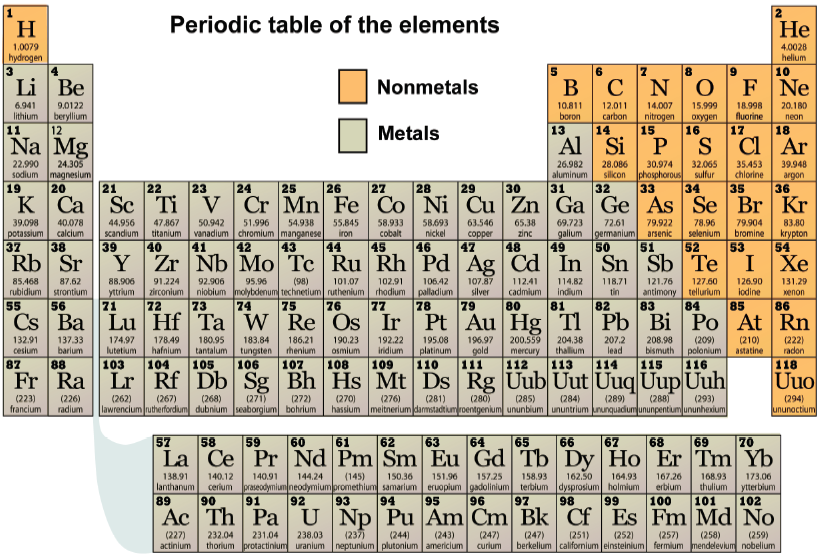 Periodic table of the elements
Nonmetals
Metals
1 2
H He
1.0079 4.0028
hydrogen helium
3 4 5 6 7 8 9 10
Li Be B C N O F Ne
6.941 9.0122 10.811 12.011 14.007 15.999 18.998 20.180
lithium beryllium boron carbon nitrogen oxygen fluorine neon
11 12 13 14 15 16 17 18
Na Mg Al Si P S Cl Ar
22.990 24.305 26.982 28.086 30.974 32.065 35.453 39.948
sodium magnesium aluminum silicon phosphorous sulfur chlorine argon
19 20 21 22 23 24 25 26 27 28 29 30 31 32 33 34 35 36
K Ca Sc Ti V Cr Mn Fe Co Ni Cu Zn Ga Ge As Se Br Kr
39.098 40.078 44.956 47.867 50.942 51.996 54.938 55.845 58.933 58.693 63.546 65.38 69.723 72.61 79.922 78.96 79.904 83.80
potassium calcium scandium titanium vanadium chromium manganese iron cobalt nickel copper zinc galium germanium arsenic selenium bromine krypton
37 38 39 40 41 42 43 44 45 46 47 48 49 50 51 52 53 54
Rb Sr Y Zr Nb Mo Tc Ru Rh Pd Ag Cd In Sn Sb Te I Xe
85.468 87.62 88.906 91.224 92.906 95.96 (98) 101.07 102.91 106.42 107.87 112.41 114.82 118.71 121.76 127.60 126.90 131.29
rubidium strontium yttrium zirconium niobium molybdenum technetium ruthenium rhodium palladium silver cadmium indium tin antimony tellurium iodine xenon
55 56 71 72 73 74 75 76 77 78 79 80 81 82 83 84 85 86
Cs Ba Lu Hf Ta W Re Os Ir Pt Au Hg Tl Pb Bi Po At Rn
132.91 137.33 174.97 178.49 180.95 183.84 186.21 190.23 192.22 195.08 196.97 200.559 204.38 207.2 208.98 (209) (210) (222)
cesium barium lutetium hafnium tantalum tungsten rhenium osmium iridium platinum gold mercury thallium lead bismuth polonium astatine radon
87 88 103 104 105 106 107 108 109 110 111 112 113 114 115 116 118
Fr Ra Lr Rf Db Sg Bh Hs Mt Ds Rg Uub Uut Uuq Uup Uuh Uuo
(223) (226) (262) (267) (268) (271) (272) (270) (276) (281) (280) (285) (284) (289) (288) (293) (294)
francium radium lawrencium rutherfordium dubnium seaborgium bohrium hassium meitnerium darmstadtium roentgenium ununbium ununtrium ununquadium ununpentium ununhexium ununoctium
57 58 59 60 61 62 63 64 65 66 67 68 69 70
La Ce Pr Nd Pm Sm Eu Gd Tb Dy Ho Er Tm Yb
138.91 140.12 140.91 144.24 (145) 150.36 151.96 157.25 158.93 162.50 164.93 167.26 168.93 173.06
lanthanum cerium praseodymium neodymium promethium samarium eruopium gadolinium terbium dysprosium holmium erbium thulium ytterbium
89 90 91 92 93 94 95 96 97 98 99 100 101 102
Ac Th Pa U Np Pu Am Cm Bk Cf Es Fm Md No
(227) 232.04 231.04 238.03 (237) (244) (243) (247) (247) (251) (252) (257) (258) (259)
actinium thorium protactinium uranium neptunium plutonium americium curium berkelium californium einsteinium fermium mendelevium nobelium